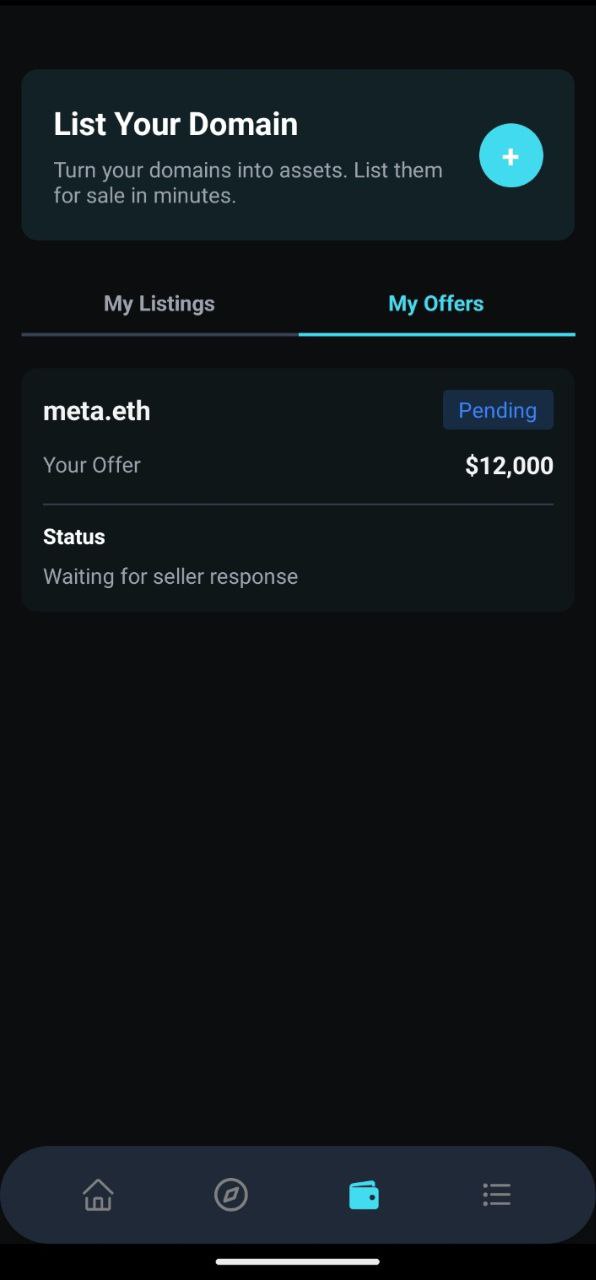 List Your Domain
Turn your domains into assets. List them
for sale in minutes.
+
My Listings
My Offers
meta.eth
Pending
Your Offer
$12,000
Status
Waiting for seller response